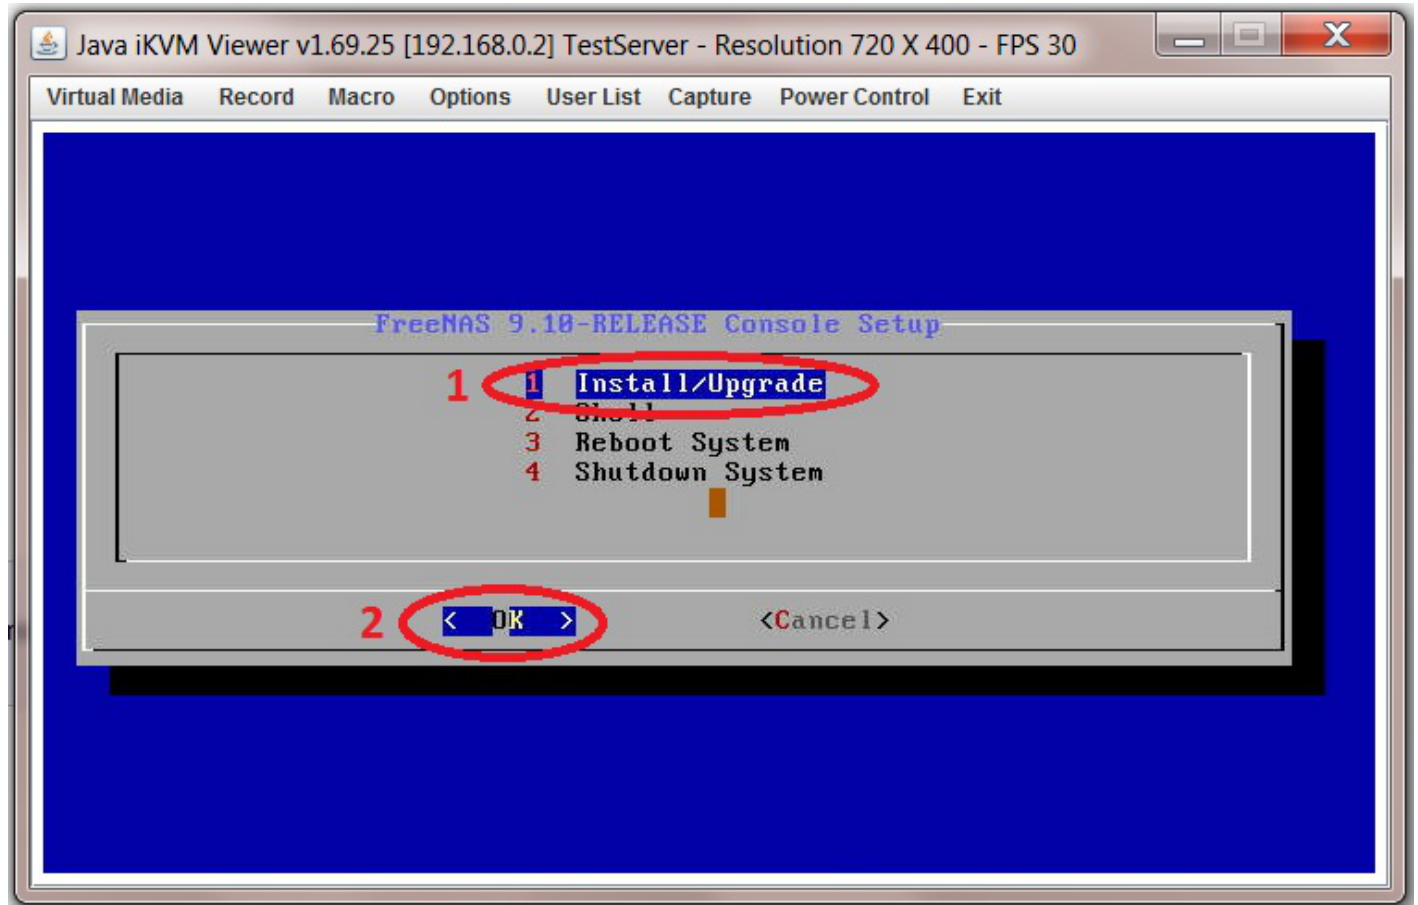 Java iKVM Viewer v1.69.25 [192.168.0.2] TestServer - Resolution 720 X 400 - FPS 30
Virtual Media Record Macro Options User List Capture Power Control Exit
FreeNAS 9.10-RELEASE Console Setup
1 1 Install/Upgrade
2 Shell
3 Reboot System
4 Shutdown System
2 < OK > <Cancel>